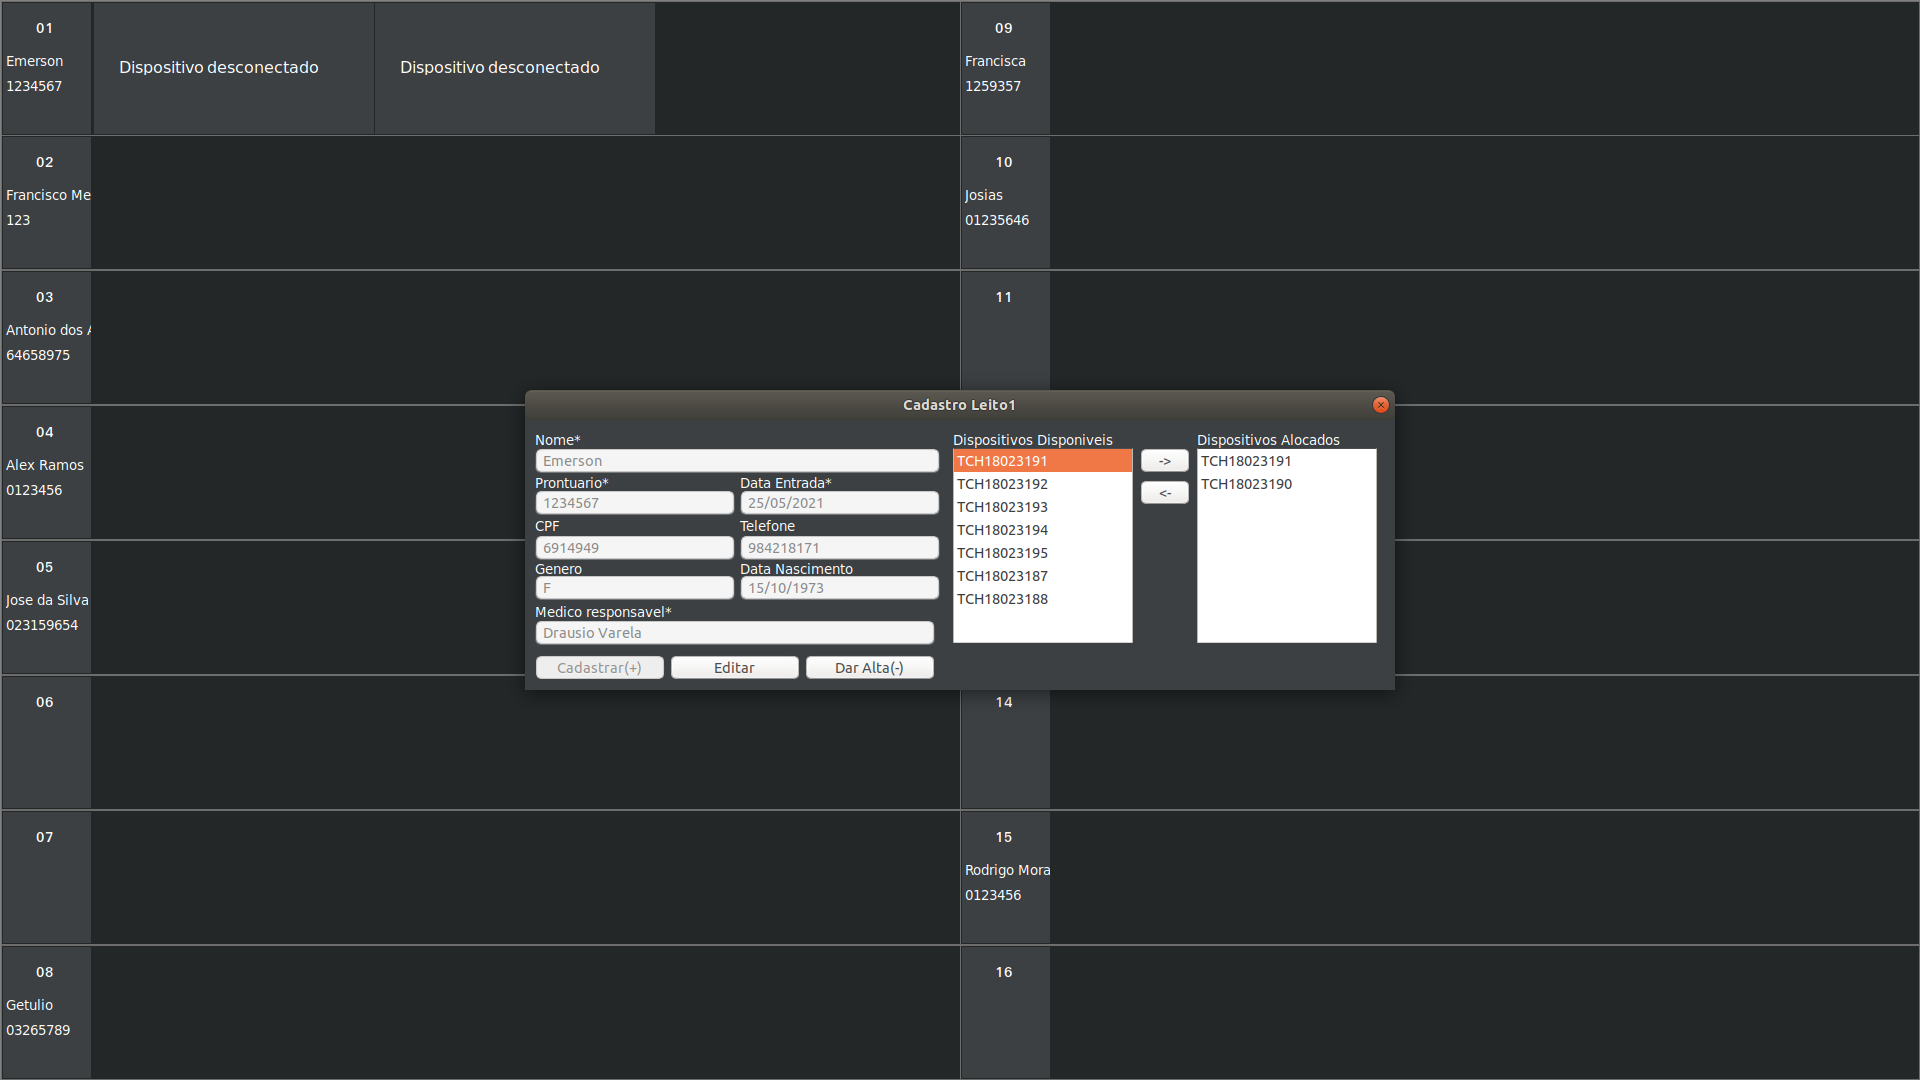 01
Emerson
1234567
Dispositivo desconectado
Dispositivo desconectado
02
Francisco Me
123
03
Antonio dos A
64658975
04
Alex Ramos
0123456
05
Jose da Silva
023159654
06
07
08
Getulio
03265789
09
Francisca
1259357
10
Josias
01235646
11
14
15
Rodrigo Mora
0123456
16
Cadastro Leito1
Nome*
Emerson
Prontuario*
Data Entrada*
1234567
25/05/2021
CPF
Telefone
6914949
984218171
Genero
Data Nascimento
F
15/10/1973
Medico responsavel*
Drausio Varela
Cadastrar(+)
Editar
Dar Alta(-)
Dispositivos Disponiveis
TCH18023191
TCH18023192
TCH18023193
TCH18023194
TCH18023195
TCH18023187
TCH18023188
->
<-
Dispositivos Alocados
TCH18023191
TCH18023190